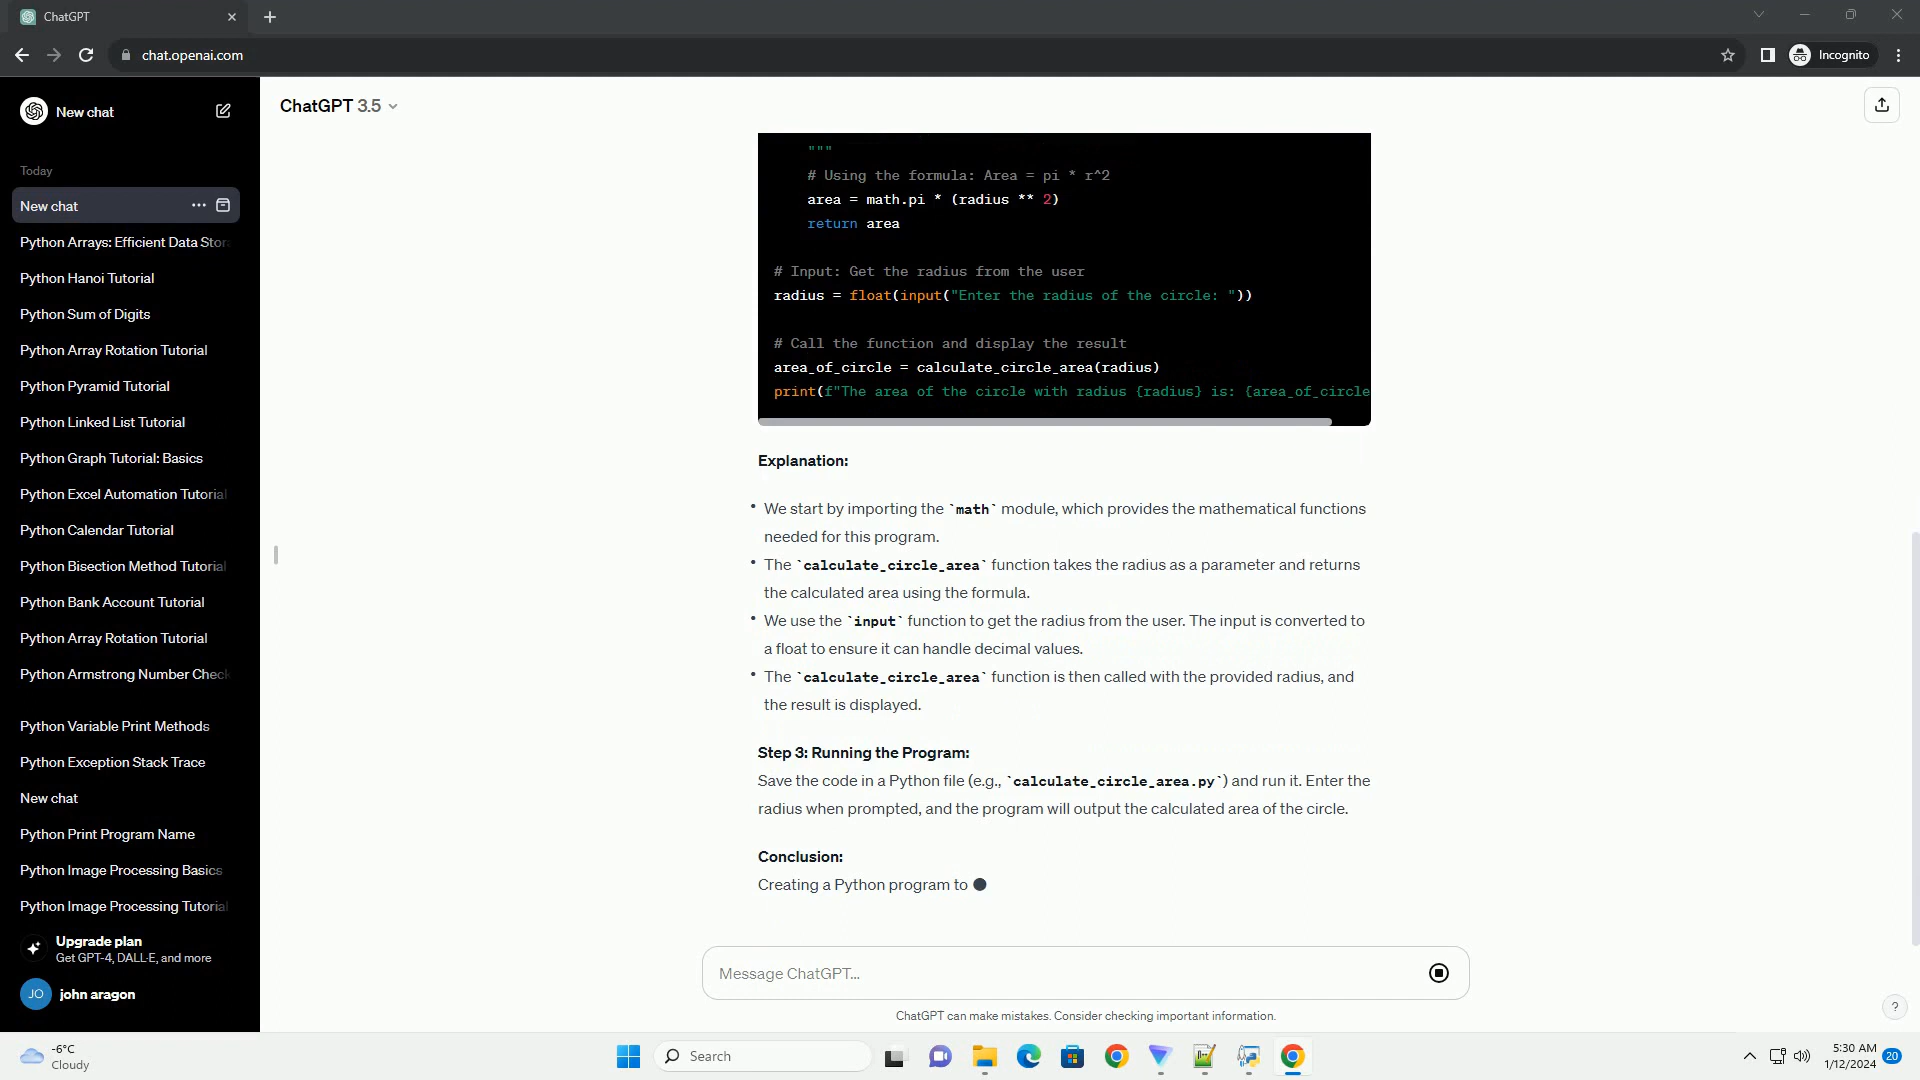 ChatGPT
chat.openai.com
Incognito
New chat
ChatGPT 3.5
Today
New chat
Python Arrays: Efficient Data Stor
Python Hanoi Tutorial
Python Sum of Digits
Python Array Rotation Tutorial
Python Pyramid Tutorial
Python Linked List Tutorial
Python Graph Tutorial: Basics
Python Excel Automation Tutorial
Python Calendar Tutorial
Python Bisection Method Tutorial
Python Bank Account Tutorial
Python Array Rotation Tutorial
Python Armstrong Number Check
Python Variable Print Methods
Python Exception Stack Trace
New chat
Python Print Program Name
Python Image Processing Basics
Python Image Processing Tutorial
Upgrade plan
Get GPT-4, DALL·E, and more
JO john aragon
"""
# Using the formula: Area = pi * r^2
area = math.pi * (radius ** 2)
return area
# Input: Get the radius from the user
radius = float(input("Enter the radius of the circle: "))
# Call the function and display the result
area_of_circle = calculate_circle_area(radius)
print(f"The area of the circle with radius {radius} is: {area_of_circle
Explanation:
• We start by importing the `math` module, which provides the mathematical functions
needed for this program.
• The `calculate_circle_area` function takes the radius as a parameter and returns
the calculated area using the formula.
• We use the `input` function to get the radius from the user. The input is converted to
a float to ensure it can handle decimal values.
• The `calculate_circle_area` function is then called with the provided radius, and
the result is displayed.
Step 3: Running the Program:
Save the code in a Python file (e.g., `calculate_circle_area.py`) and run it. Enter the
radius when prompted, and the program will output the calculated area of the circle.
Conclusion:
Creating a Python program to
Message ChatGPT...
ChatGPT can make mistakes. Consider checking important information.
?
-6°C
Cloudy
Search
5:30 AM
1/12/2024
20